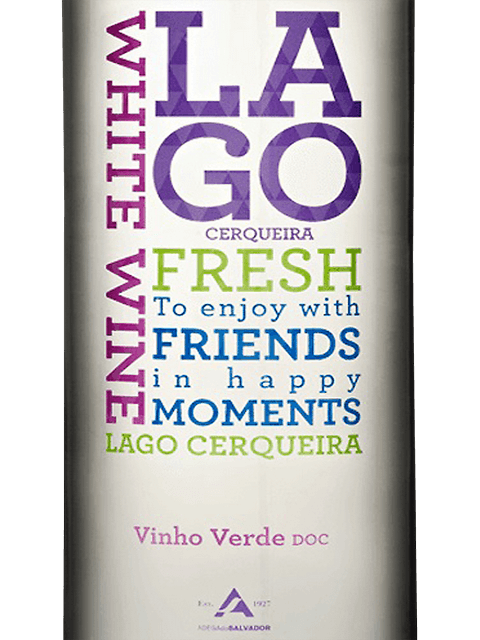 WHITE WINE
LA
GO
CERQUEIRA
FRESH
To enjoy with
FRIENDS
in happy
MOMENTS
LAGO CERQUEIRA
Vinho Verde DOC
Est. 1927
ADEGA do SALVADOR